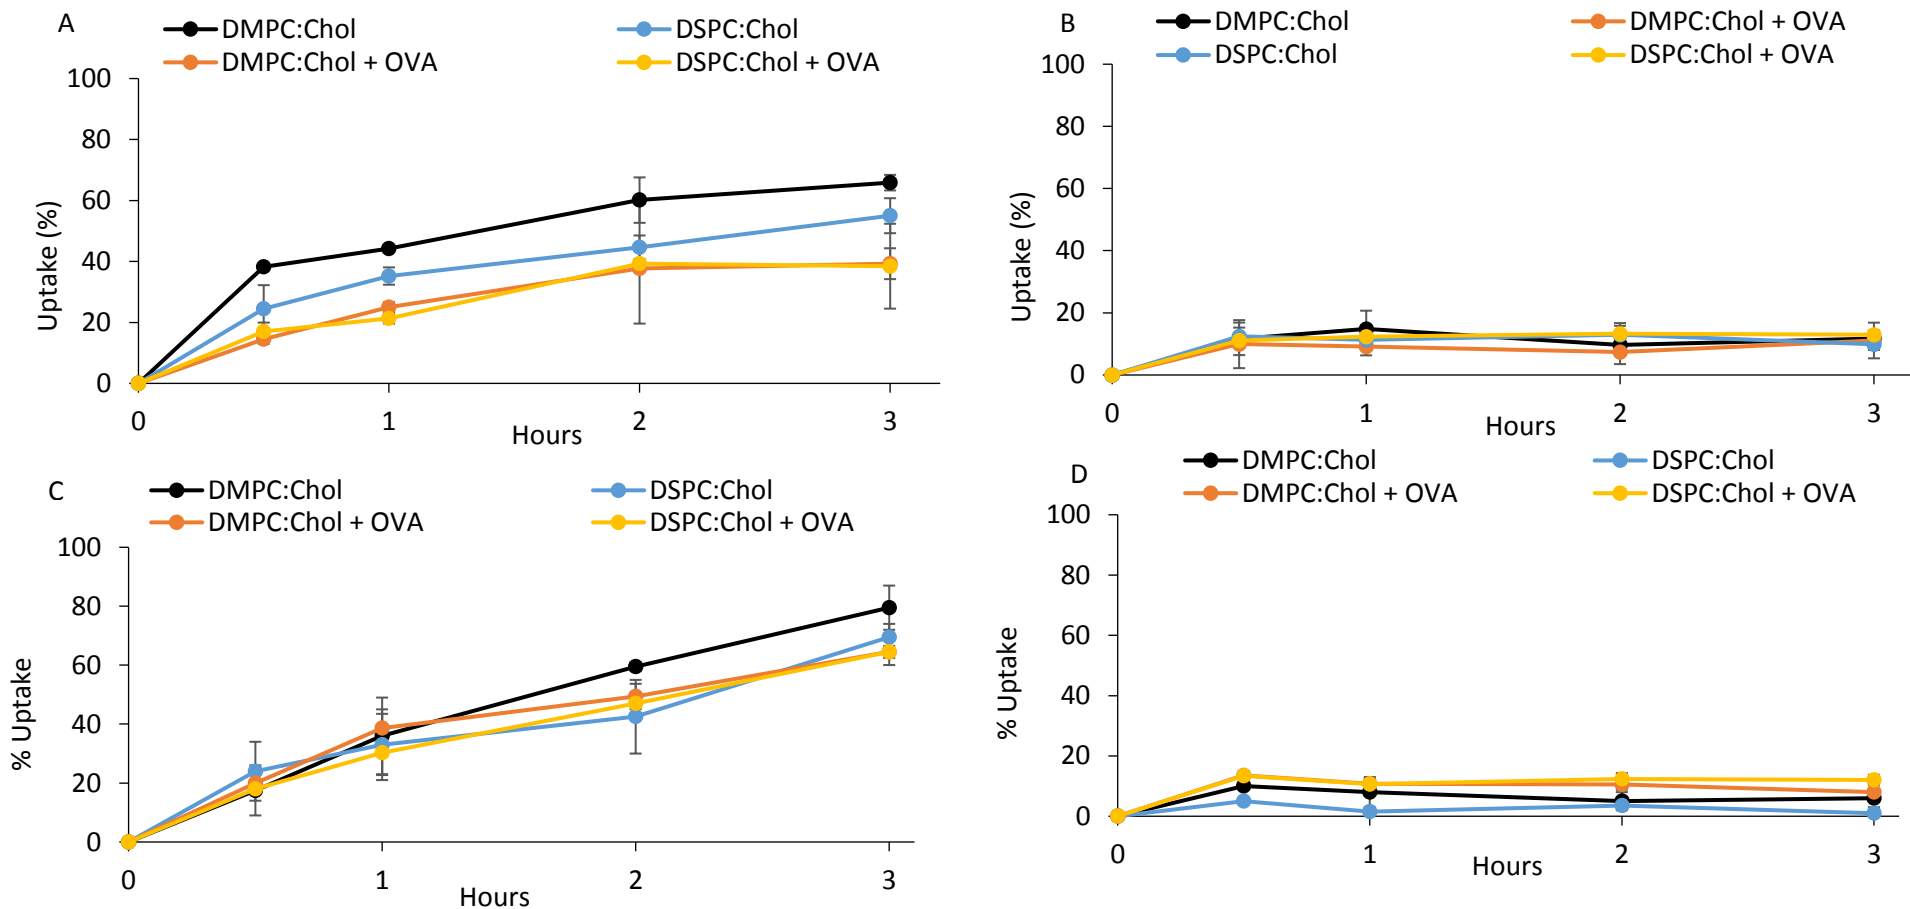 A
DMPC:Chol
DSPC:Chol
DMPC:Chol + OVA
DSPC:Chol + OVA
100
80
60
40
20
0
Uptake (%)
0
1
2
3
Hours
B
DMPC:Chol
DMPC:Chol + OVA
DSPC:Chol
DSPC:Chol + OVA
100
80
60
40
20
0
Uptake (%)
0
1
2
3
Hours
C
DMPC:Chol
DSPC:Chol
DMPC:Chol + OVA
DSPC:Chol + OVA
100
80
60
40
20
0
% Uptake
0
1
2
3
Hours
D
DMPC:Chol
DSPC:Chol
DMPC:Chol + OVA
DSPC:Chol + OVA
100
80
60
40
20
0
% Uptake
0
1
2
3
Hours